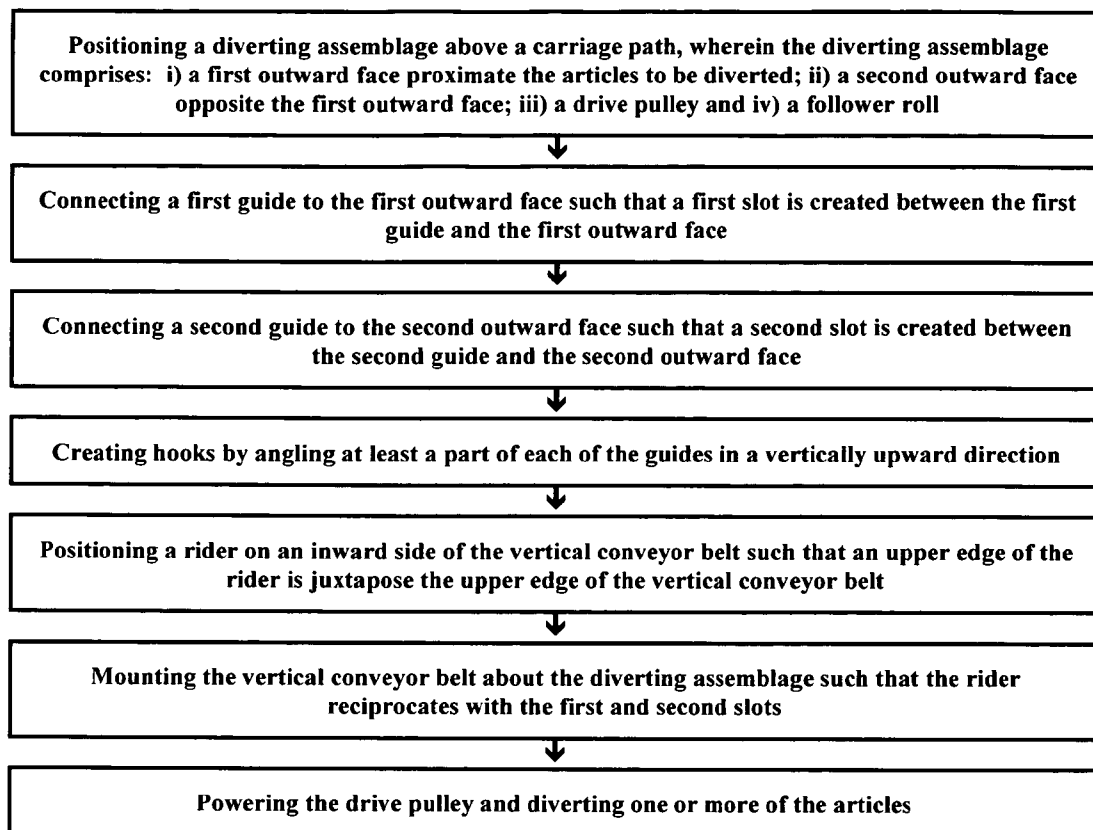 Positioning a diverting assemblage above a carriage path, wherein the diverting assemblage
comprises: i) a first outward face proximate the articles to be diverted; ii) a second outward face
opposite the first outward face; iii) a drive pulley and iv) a follower roll
Connecting a first guide to the first outward face such that a first slot is created between the first
guide and the first outward face
Connecting a second guide to the second outward face such that a second slot is created between
the second guide and the second outward face
Creating hooks by angling at least a part of each of the guides in a vertically upward direction
Positioning a rider on an inward side of the vertical conveyor belt such that an upper edge of the
rider is juxtapose the upper edge of the vertical conveyor belt
Mounting the vertical conveyor belt about the diverting assemblage such that the rider
reciprocates with the first and second slots
Powering the drive pulley and diverting one or more of the articles